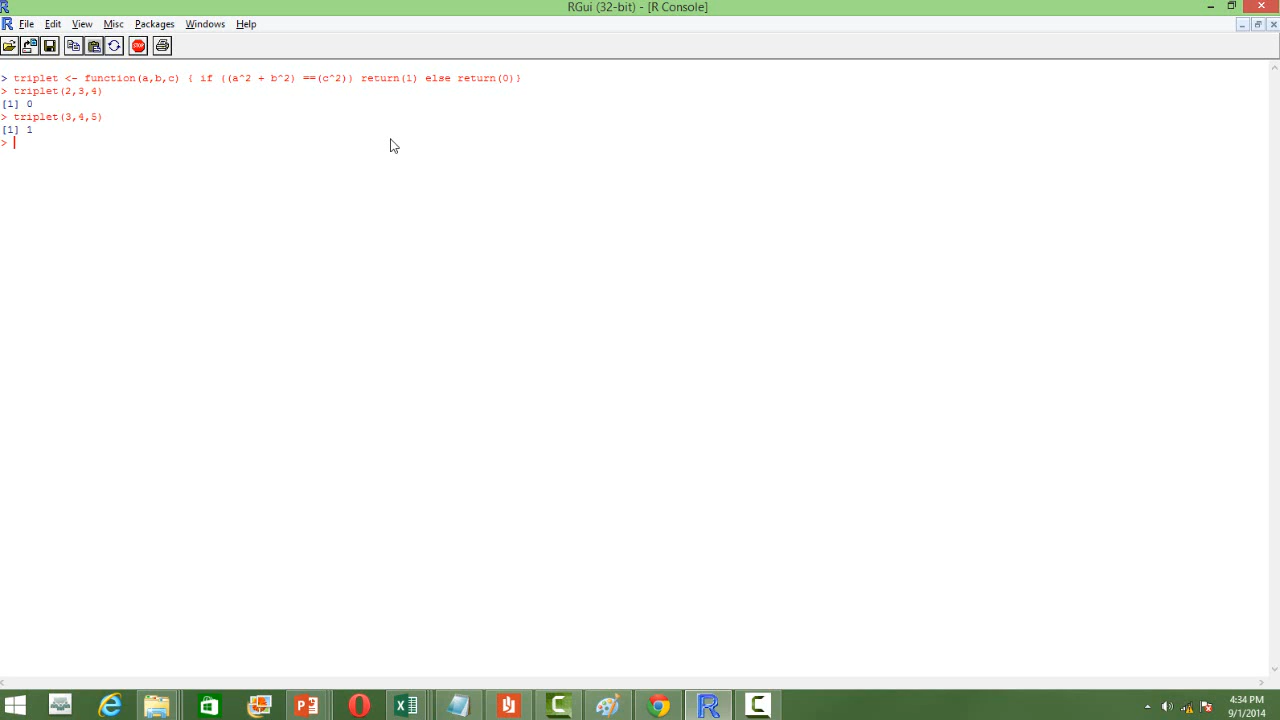 RGui (32-bit) - [R Console]
File Edit View Misc Packages Windows Help
STOP
> triplet <- function(a,b,c) { if ((a^2 + b^2) ==(c^2)) return(1) else return(0)}
> triplet(2,3,4)
[1] 0
> triplet(3,4,5)
[1] 1
>
4:34 PM
9/1/2014